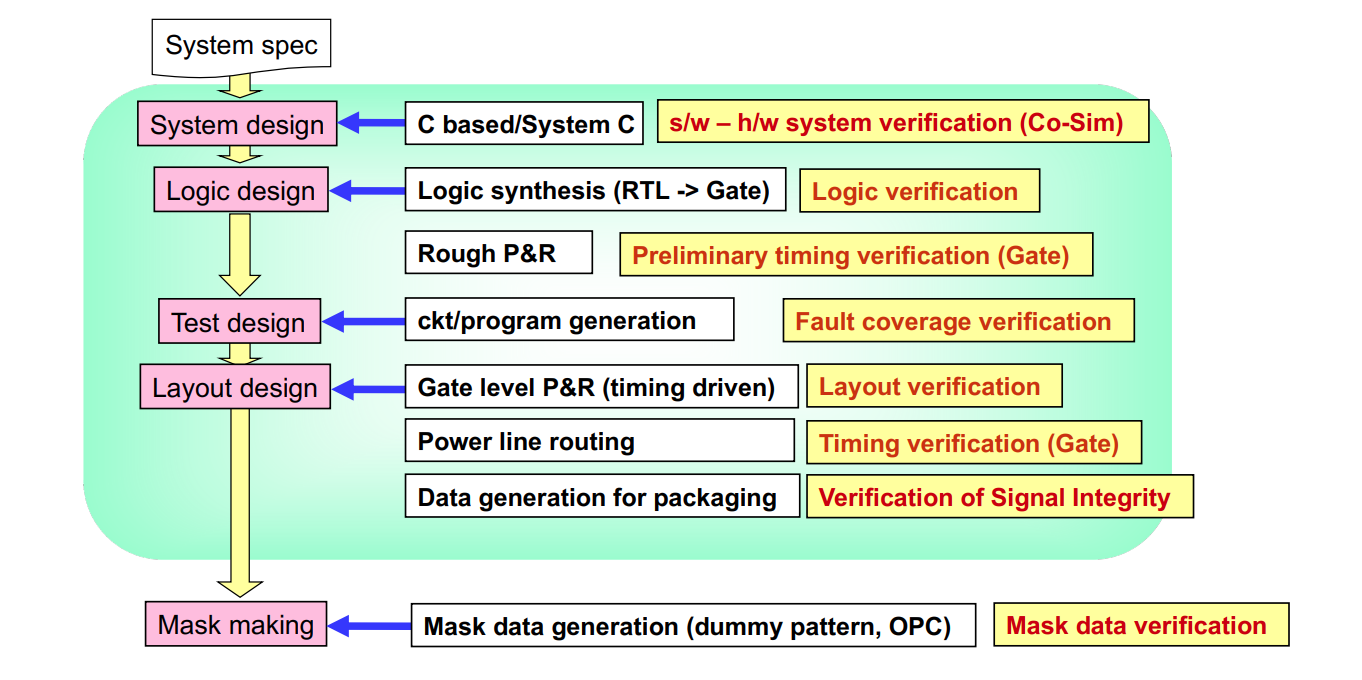 System spec
System design
C based/System C
s/w – h/w system verification (Co-Sim)
Logic design
Logic synthesis (RTL -> Gate)
Logic verification
Rough P&R
Preliminary timing verification (Gate)
Test design
ckt/program generation
Fault coverage verification
Layout design
Gate level P&R (timing driven)
Layout verification
Power line routing
Timing verification (Gate)
Data generation for packaging
Verification of Signal Integrity
Mask making
Mask data generation (dummy pattern, OPC)
Mask data verification